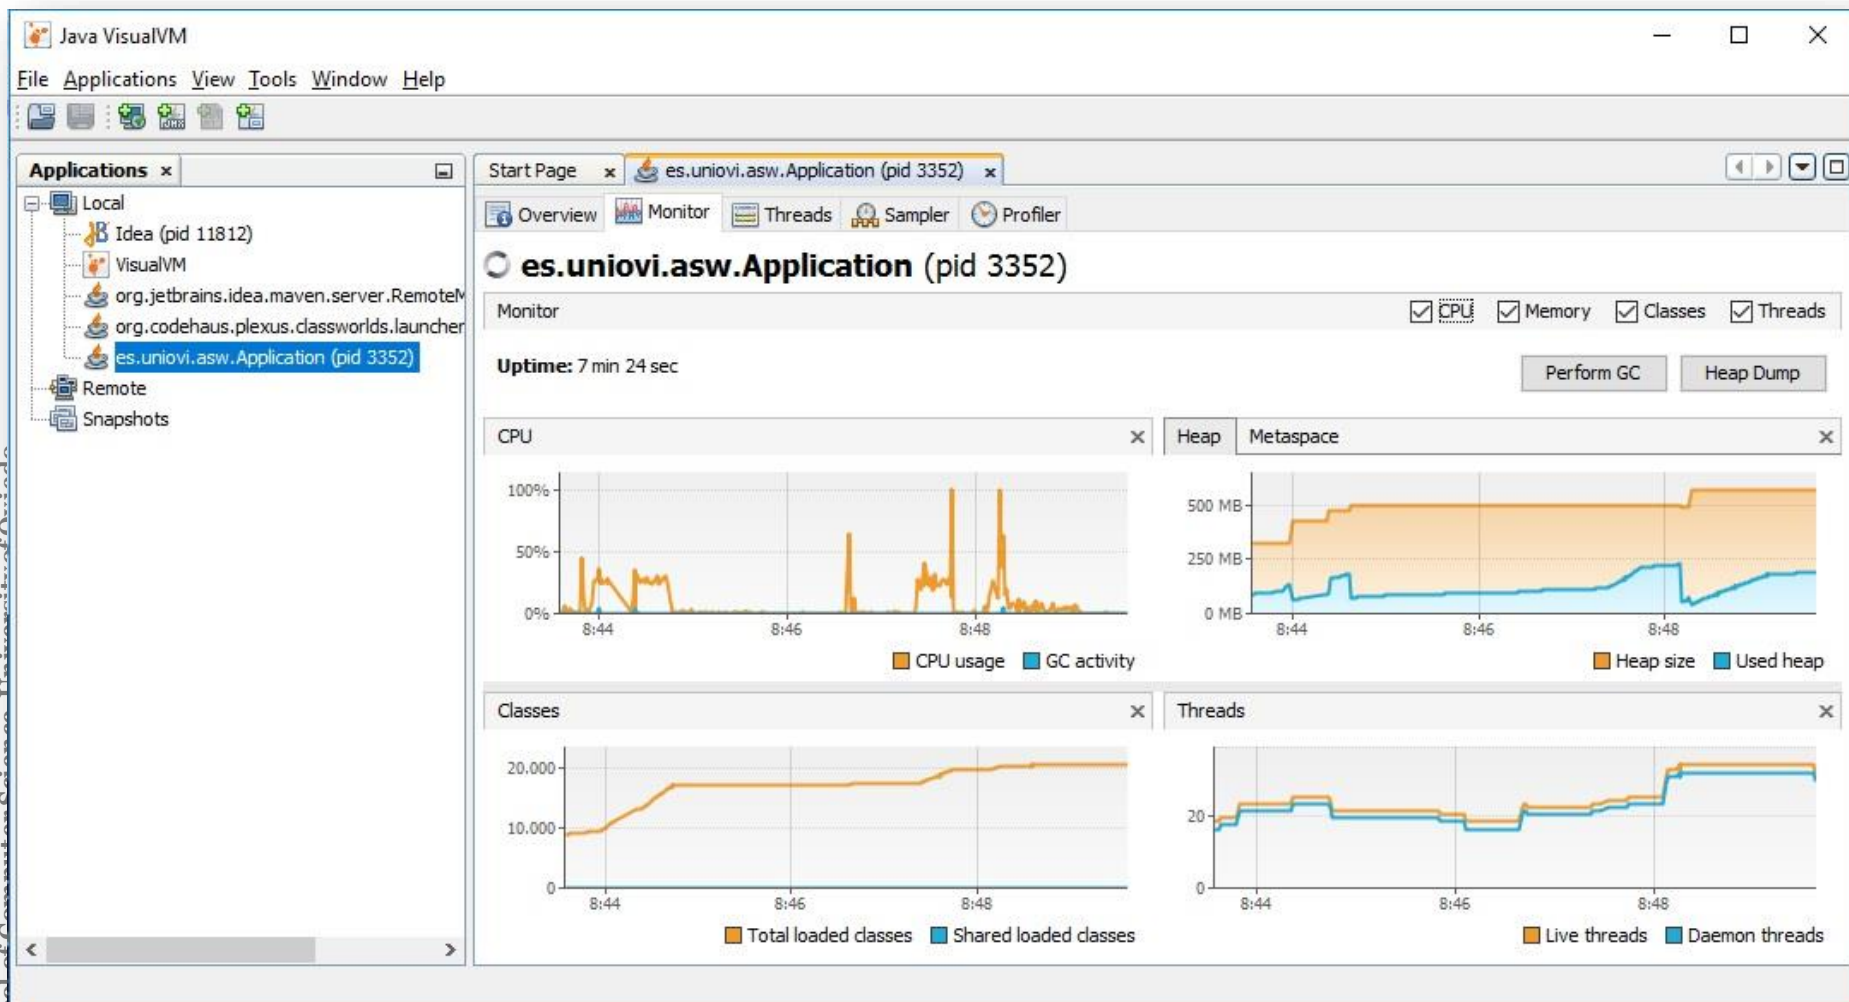 Java VisualVM
File Applications View Tools Window Help
Applications
Local
Idea (pid 11812)
VisualVM
org.jetbrains.idea.maven.server.RemoteM
org.codehaus.plexus.classworlds.launcher
es.uniovi.asw.Application (pid 3352)
Remote
Snapshots
Start Page es.uniovi.asw.Application (pid 3352)
Overview Monitor Threads Sampler Profiler
es.uniovi.asw.Application (pid 3352)
Monitor CPU Memory Classes Threads
Uptime: 7 min 24 sec Perform GC Heap Dump
CPU
100%
50%
0%
8:44 8:46 8:48
CPU usage GC activity
Heap Metaspace
500 MB
250 MB
0 MB
8:44 8:46 8:48
Heap size Used heap
Classes
20.000
10.000
0
8:44 8:46 8:48
Total loaded classes Shared loaded classes
Threads
20
0
8:44 8:46 8:48
Live threads Daemon threads
of Computer Science, University of Oviedo